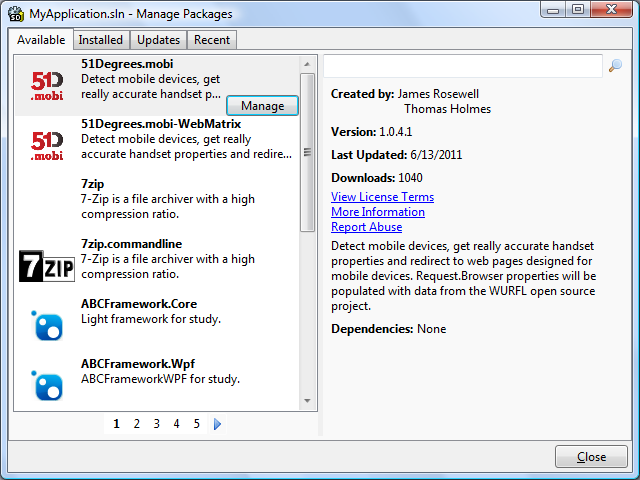 MyApplication.sln - Manage Packages
Available Installed Updates Recent
51D
.mobi
51Degrees.mobi
Detect mobile devices, get
really accurate handset p...
Manage
51D
.mobi
51Degrees.mobi-WebMatrix
Detect mobile devices, get really
accurate handset properties and redire...
7zip
7-Zip is a file archiver with a high
compression ratio.
7ZIP
7zip.commandline
7-Zip is a file archiver with a high
compression ratio.
ABCFramework.Core
Light framework for study.
ABCFramework.Wpf
ABCFrameworkWPF for study.
1 2 3 4 5
Created by: James Rosewell
Thomas Holmes
Version: 1.0.4.1
Last Updated: 6/13/2011
Downloads: 1040
View License Terms
More Information
Report Abuse
Detect mobile devices, get really accurate handset
properties and redirect to web pages designed for
mobile devices. Request.Browser properties will be
populated with data from the WURFL open source
project.
Dependencies: None
Close